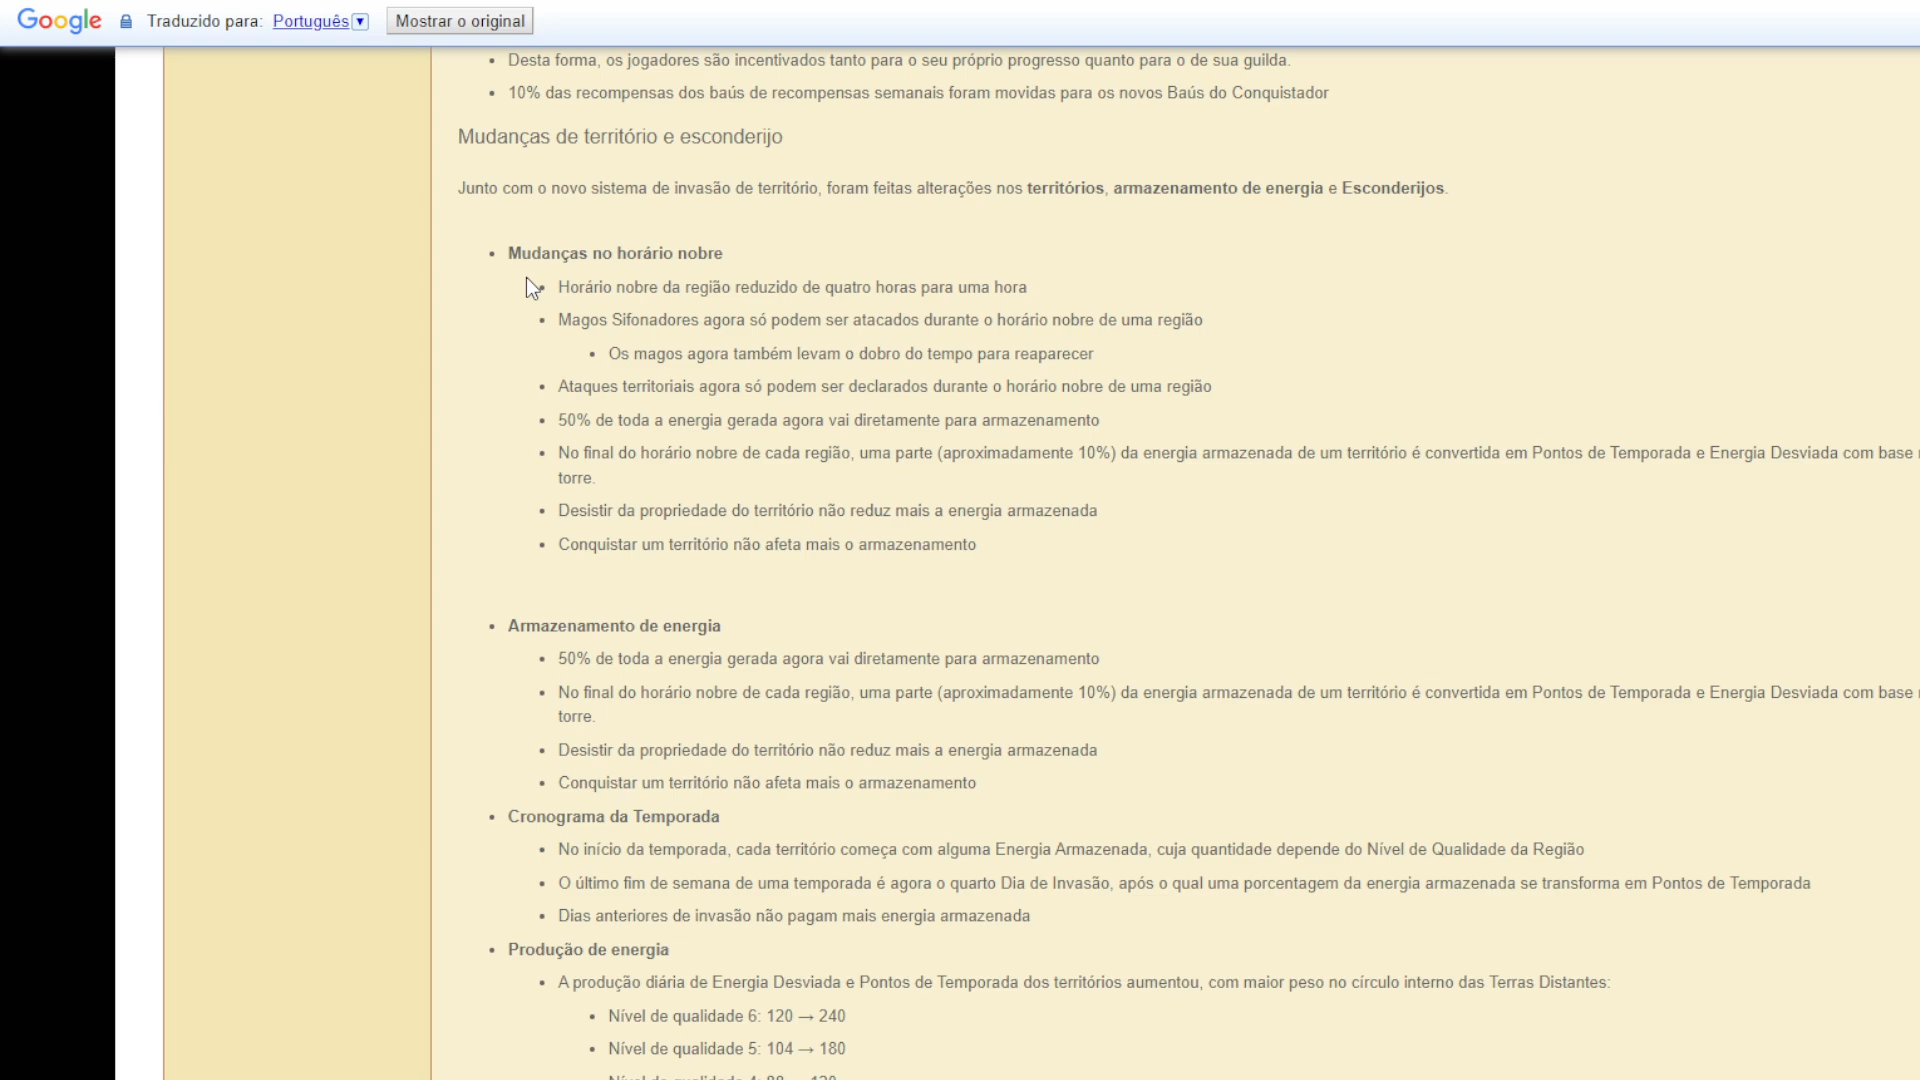 Google Traduzido para: Português Mostrar o original
Desta forma, os jogadores são incentivados tanto para o seu próprio progresso quanto para o de sua guilda.
10% das recompensas dos baús de recompensas semanais foram movidas para os novos Baús do Conquistador
Mudanças de território e esconderijo
Junto com o novo sistema de invasão de território, foram feitas alterações nos territórios, armazenamento de energia e Esconderijos.
Mudanças no horário nobre
Horário nobre da região reduzido de quatro horas para uma hora
Magos Sifonadores agora só podem ser atacados durante o horário nobre de uma região
Os magos agora também levam o dobro do tempo para reaparecer
Ataques territoriais agora só podem ser declarados durante o horário nobre de uma região
50% de toda a energia gerada agora vai diretamente para armazenamento
No final do horário nobre de cada região, uma parte (aproximadamente 10%) da energia armazenada de um território é convertida em Pontos de Temporada e Energia Desviada com base
torre.
Desistir da propriedade do território não reduz mais a energia armazenada
Conquistar um território não afeta mais o armazenamento
Armazenamento de energia
50% de toda a energia gerada agora vai diretamente para armazenamento
No final do horário nobre de cada região, uma parte (aproximadamente 10%) da energia armazenada de um território é convertida em Pontos de Temporada e Energia Desviada com base
torre.
Desistir da propriedade do território não reduz mais a energia armazenada
Conquistar um território não afeta mais o armazenamento
Cronograma da Temporada
No início da temporada, cada território começa com alguma Energia Armazenada, cuja quantidade depende do Nível de Qualidade da Região
O último fim de semana de uma temporada é agora o quarto Dia de Invasão, após o qual uma porcentagem da energia armazenada se transforma em Pontos de Temporada
Dias anteriores de invasão não pagam mais energia armazenada
Produção de energia
A produção diária de Energia Desviada e Pontos de Temporada dos territórios aumentou, com maior peso no círculo interno das Terras Distantes:
Nível de qualidade 6: 120 → 240
Nível de qualidade 5: 104 → 180